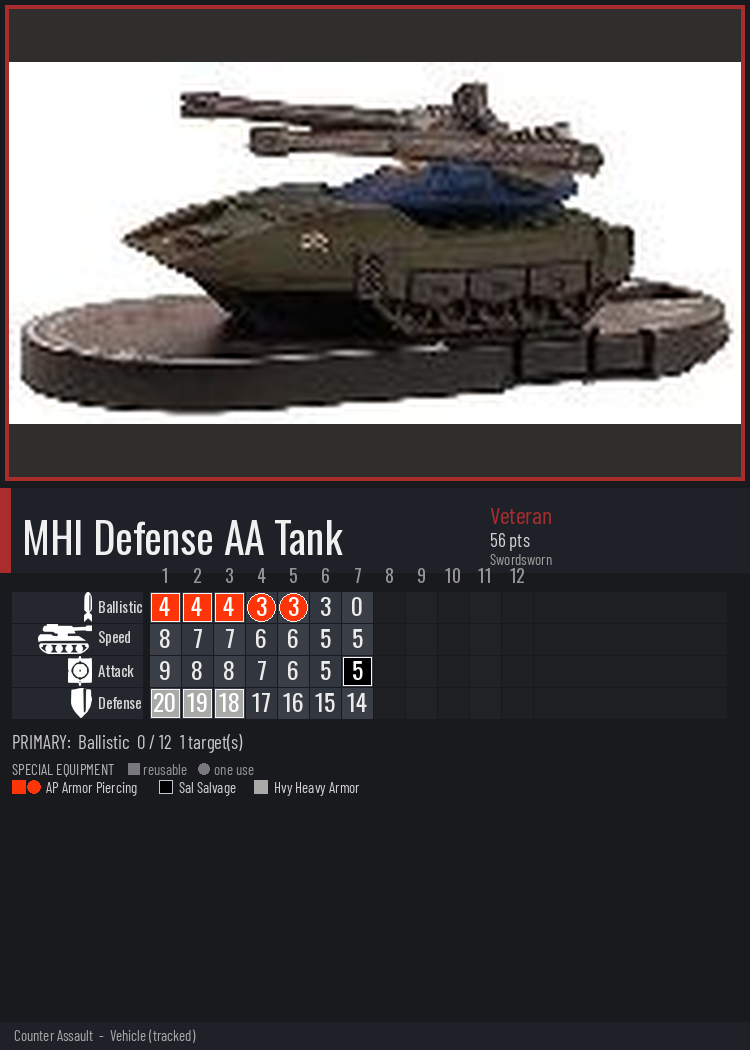 MHI Defense AA Tank
Veteran
56 pts
Swordsworn
1 2 3 4 5 6 7 8 9 10 11 12
Ballistic 4 4 4 3 3 3 0
Speed 8 7 7 6 6 5 5
Attack 9 8 8 7 6 5 5
Defense 20 19 18 17 16 15 14
PRIMARY: Ballistic 0 / 12 1 target(s)
SPECIAL EQUIPMENT reusable one use
AP Armor Piercing Sal Salvage Hvy Heavy Armor
Counter Assault - Vehicle (tracked)